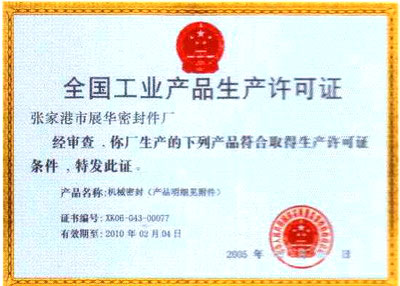 全国工业产品生产许可证
张家港市展华密封件厂
经审查,你厂生产的下列产品符合取得生产许可证
条件,特发此证。
产品名称:机械密封(产品明细见附件)
证书编号:XK06-G43-00077
有效期至:2010 年 02 月 04 日
2005 年